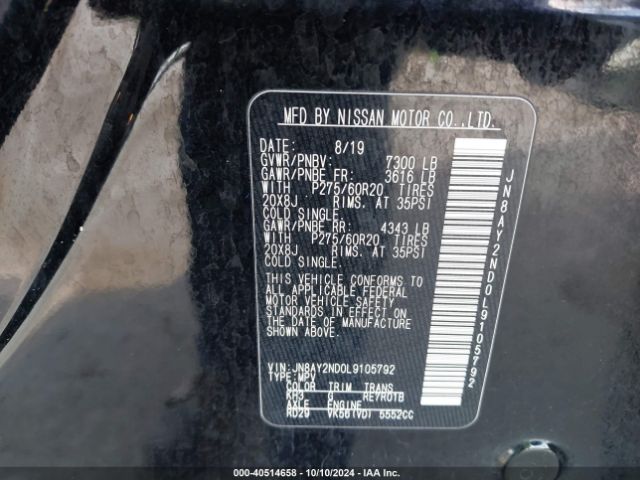 MFD BY NISSAN MOTOR CO.,LTD.
DATE: 8/19
GVWR/PNBV: 7300 LB
GAWR/PNBE FR: 3616 LB
WITH P275/60R20 TIRES
20X8J RIMS. AT 35PSI
COLD SINGLE.
GAWR/PNBE RR: 4343 LB
WITH P275/60R20 TIRES
20X8J RIMS. AT 35PSI
COLD SINGLE.
THIS VEHICLE CONFORMS TO
ALL APPLICABLE FEDERAL
MOTOR VEHICLE SAFETY
STANDARDS IN EFFECT ON
THE DATE OF MANUFACTURE
SHOWN ABOVE.
VIN:JN8AY2ND0L9105792
TYPE:MPV
COLOR TRIM TRANS
KH3 G RE7R01B
AXLE ENGINE
RD29 VK56(VD) 5552CC
JN8AY2ND0L9105792
000-40514658 - 10/10/2024 - IAA Inc.